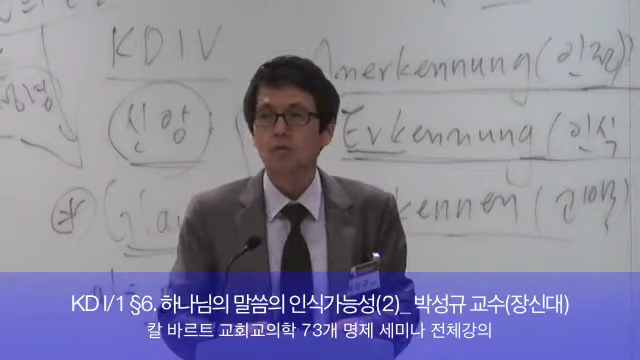 KD IV
Anerkennung(인정)
신앙
Erkennung(인식
kennen(고백)
KD I/1 §6. 하나님의 말씀의 인식가능성(2)_ 박성규 교수(장신대)
칼 바르트 교회교의학 73개 명제 세미나 전체강의